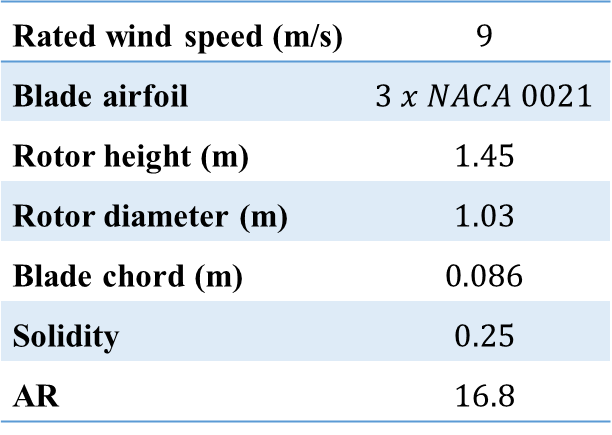 Rated wind speed (m/s) 9
Blade airfoil 3 x NACA 0021
Rotor height (m) 1.45
Rotor diameter (m) 1.03
Blade chord (m) 0.086
Solidity 0.25
AR 16.8